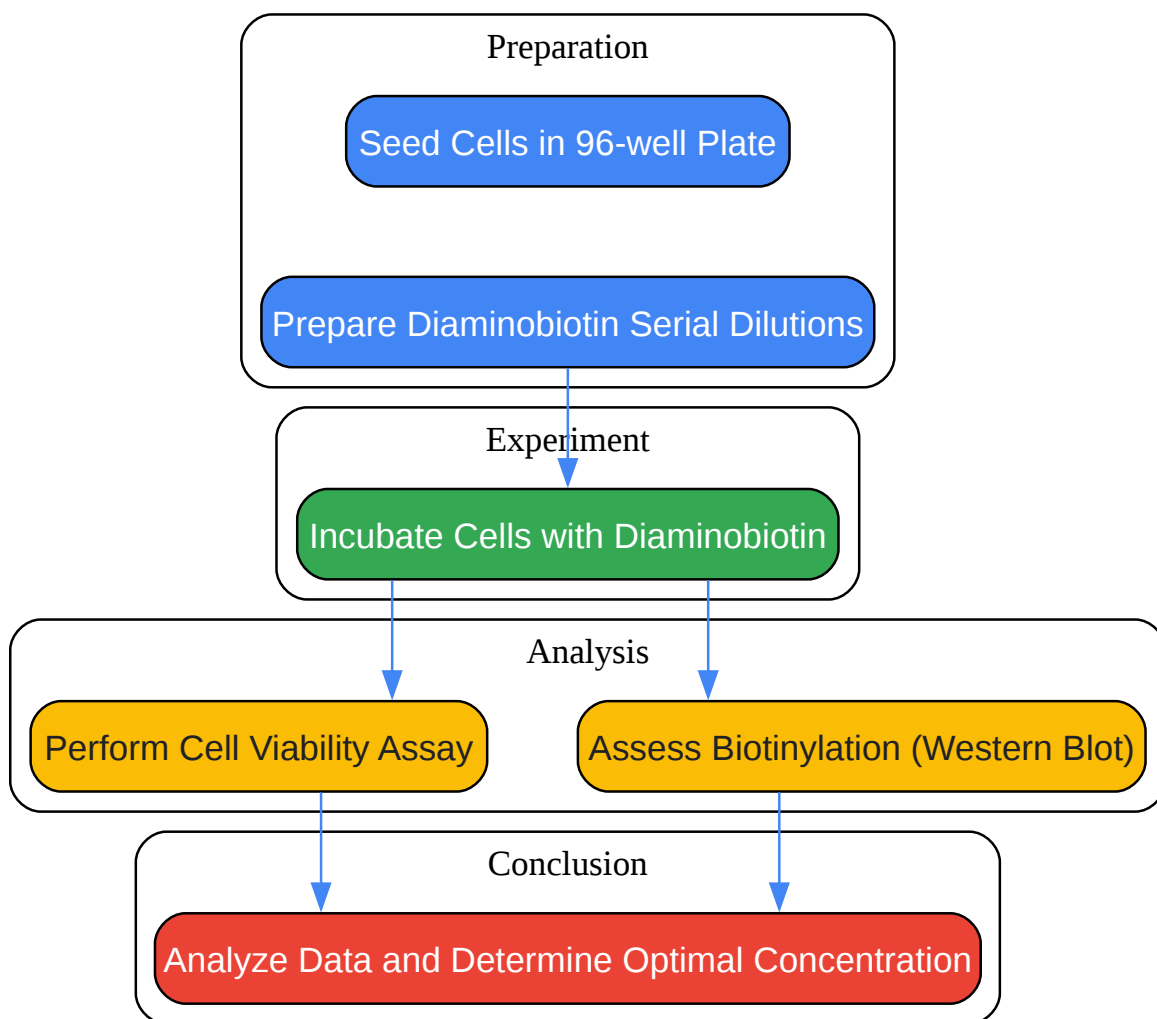 Preparation
Seed Cells in 96-well Plate
Prepare Diaminobiotin Serial Dilutions
Experiment
Incubate Cells with Diaminobiotin
Analysis
Perform Cell Viability Assay
Assess Biotinylation (Western Blot)
Conclusion
Analyze Data and Determine Optimal Concentration